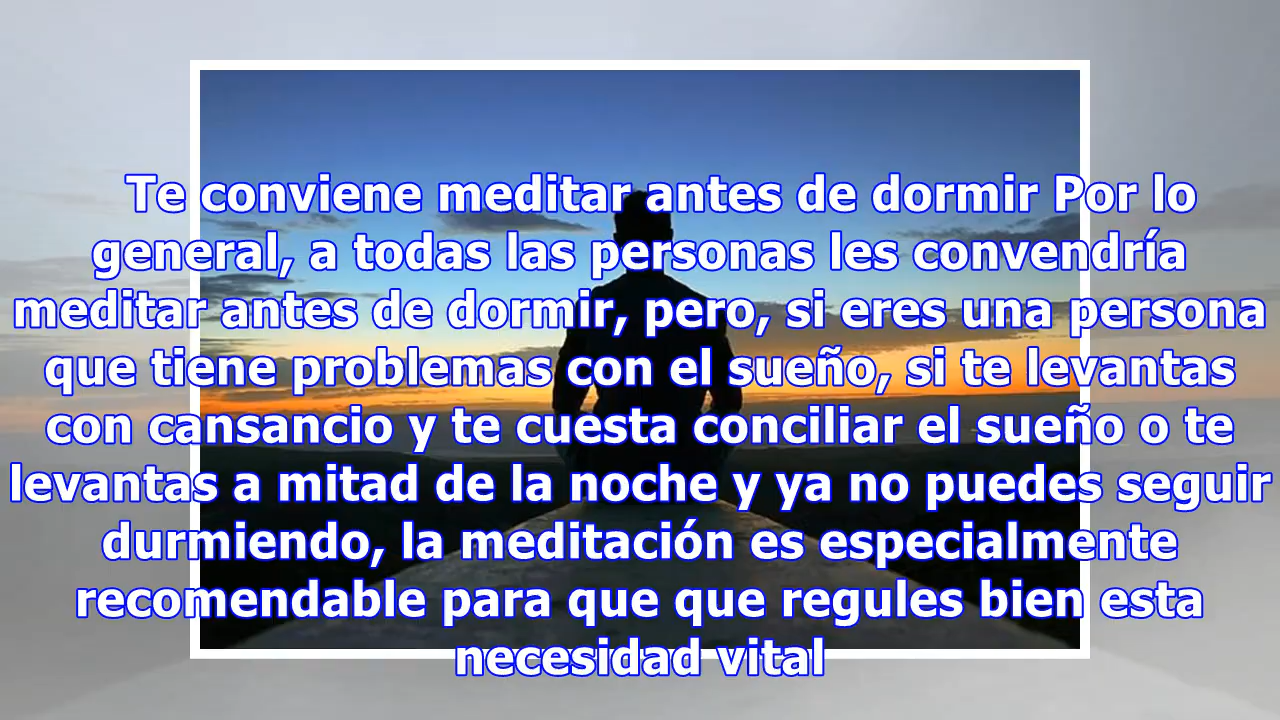 Te conviene meditar antes de dormir Por lo
general, a todas las personas les convendría
meditar antes de dormir, pero, si eres una persona
que tiene problemas con el sueño, si te levantas
con cansancio y te cuesta conciliar el sueño o te
levantas a mitad de la noche y ya no puedes seguir
durmiendo, la meditación es especialmente
recomendable para que que regules bien esta
necesidad vital